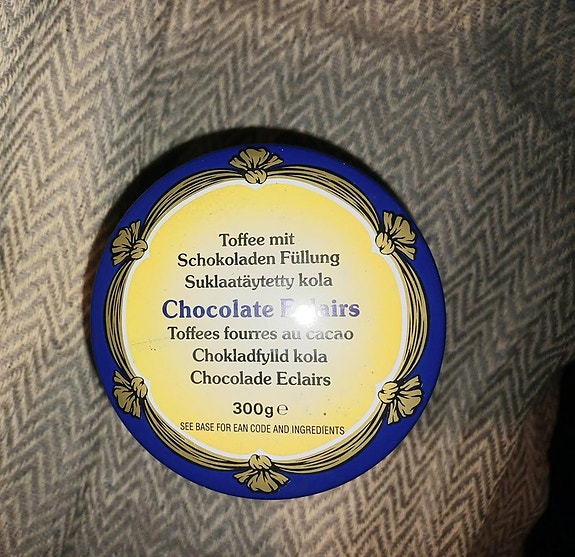 Toffee mit
Schokoladen Füllung
Suklaatäytetty kola
Chocolate Eclairs
Toffees fourres au cacao
Chokladfylld kola
Chocolade Eclairs
300g℮
SEE BASE FOR EAN CODE AND INGREDIENTS